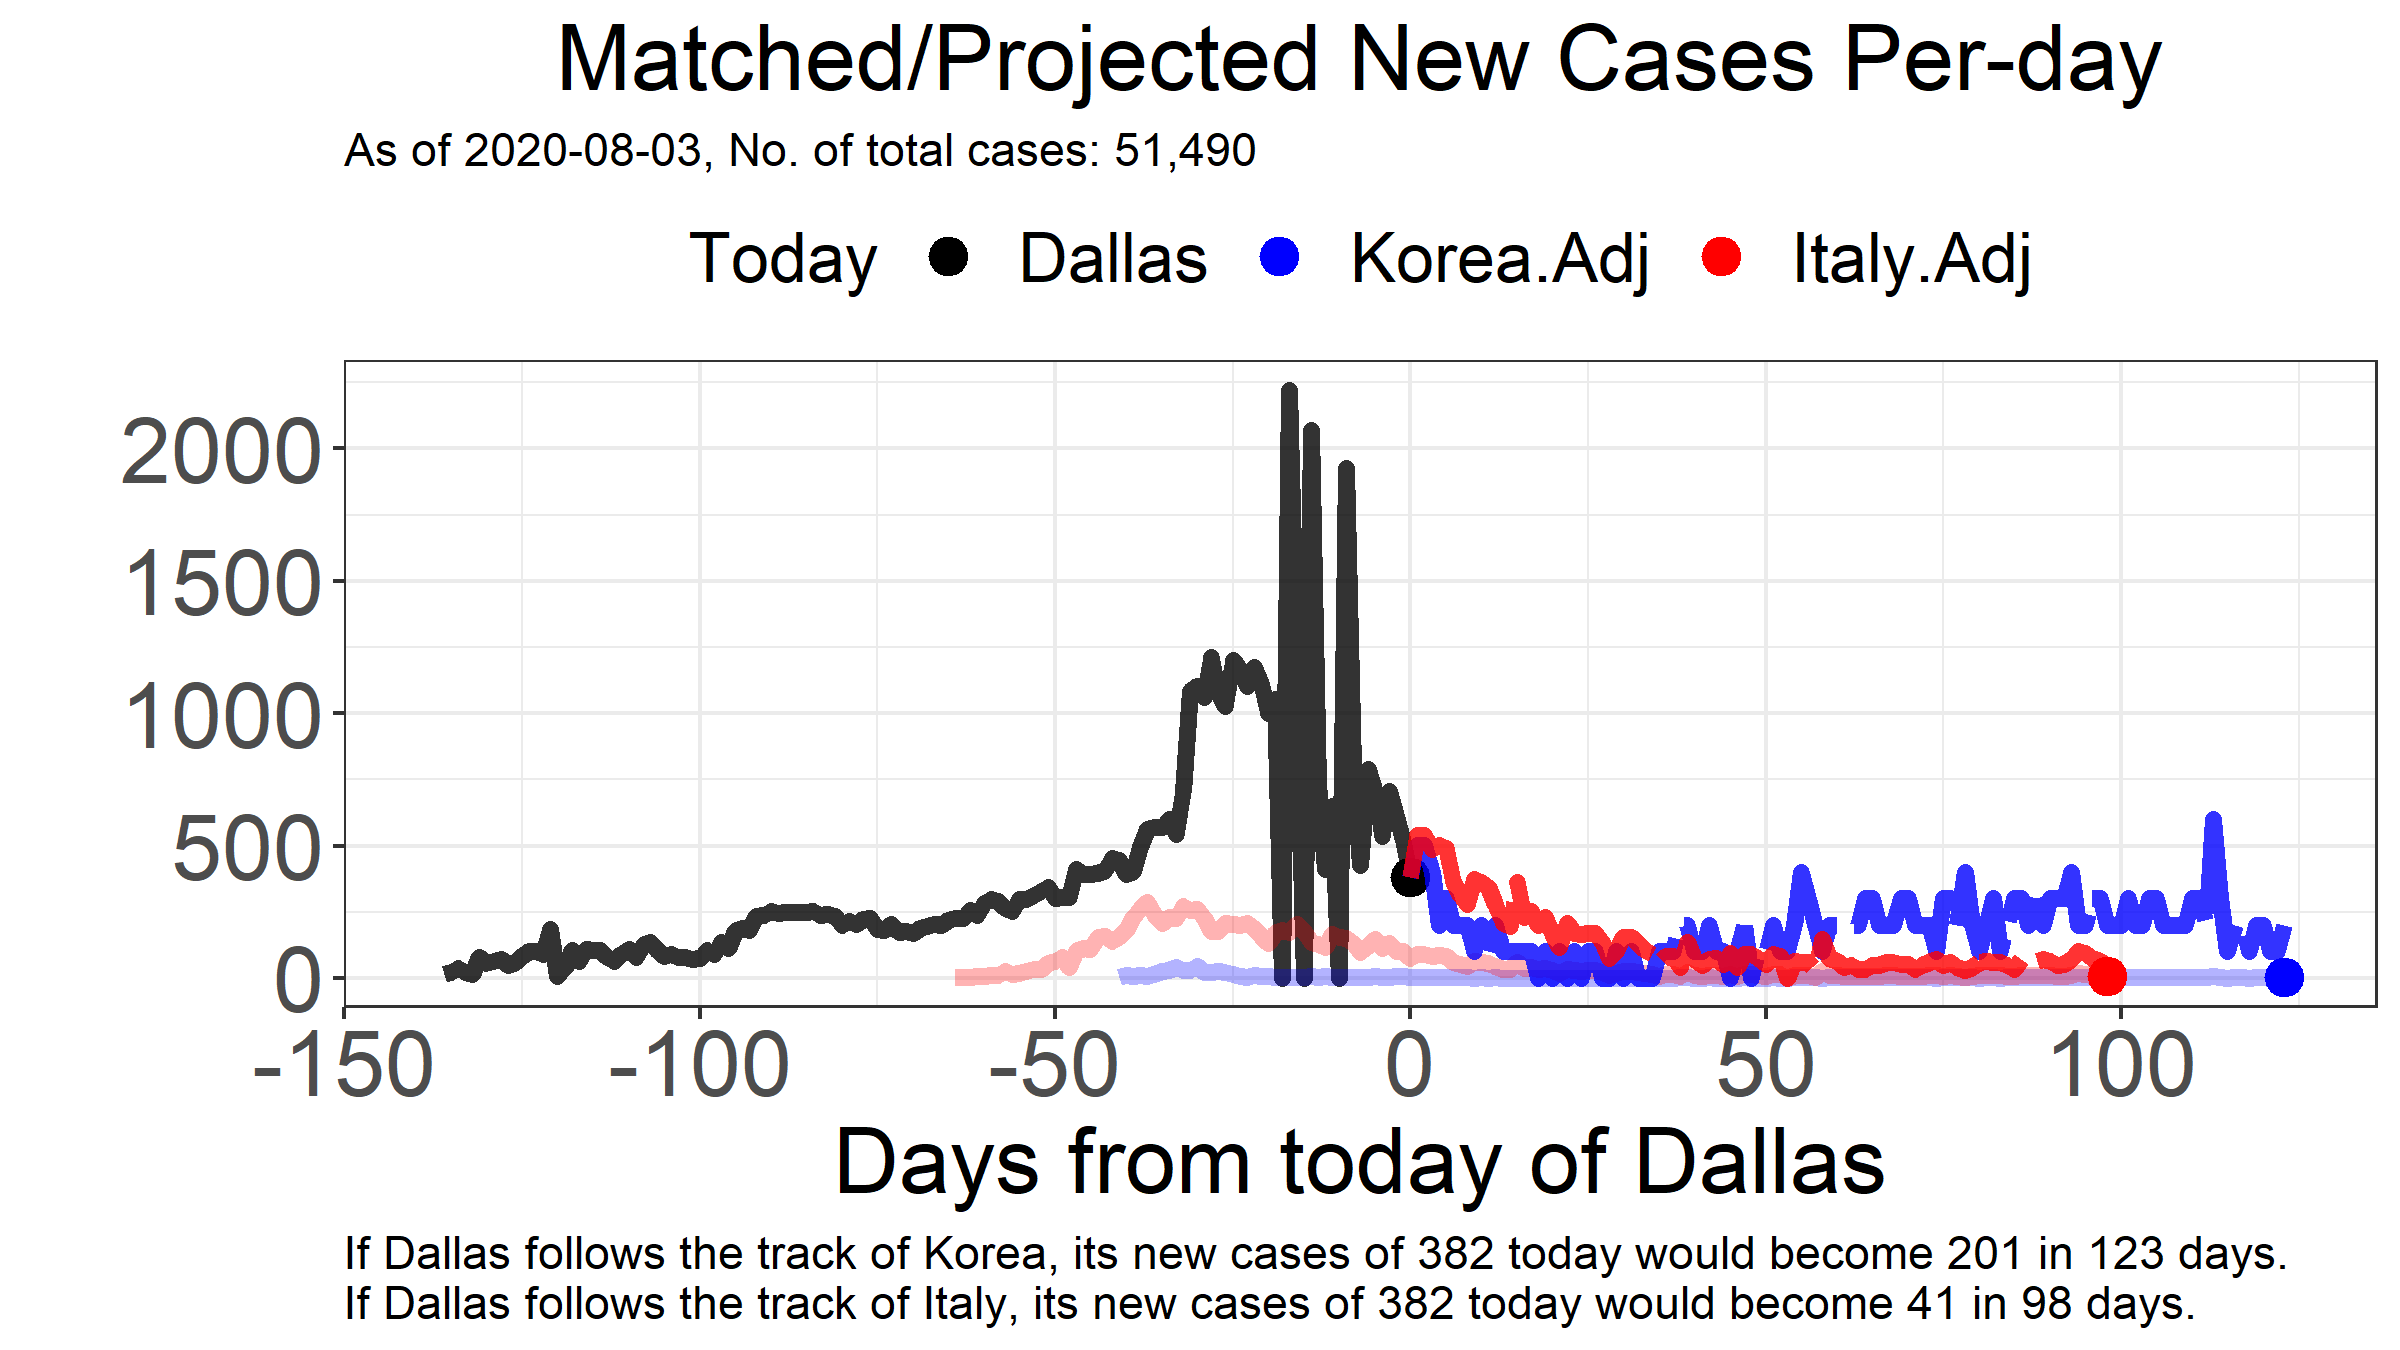 Matched/Projected New Cases Per-day
As of 2020-08-03, No. of total cases: 51,490
Today Dallas Korea.Adj Italy.Adj
2000
1500
1000
500
0
-150 -100 -50 0 50 100
Days from today of Dallas
If Dallas follows the track of Korea, its new cases of 382 today would become 201 in 123 days.
If Dallas follows the track of Italy, its new cases of 382 today would become 41 in 98 days.